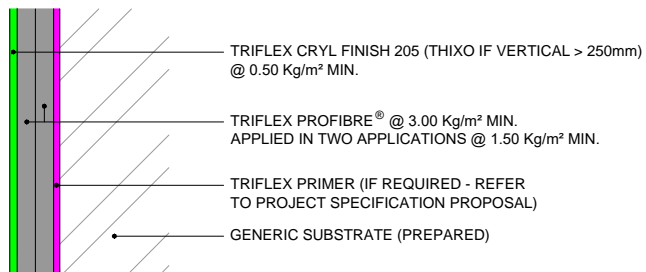 TRIFLEX CRYL FINISH 205 (THIXO IF VERTICAL > 250mm)
@ 0.50 Kg/m² MIN.
TRIFLEX PROFIBRE® @ 3.00 Kg/m² MIN.
APPLIED IN TWO APPLICATIONS @ 1.50 Kg/m² MIN.
TRIFLEX PRIMER (IF REQUIRED - REFER
TO PROJECT SPECIFICATION PROPOSAL)
GENERIC SUBSTRATE (PREPARED)